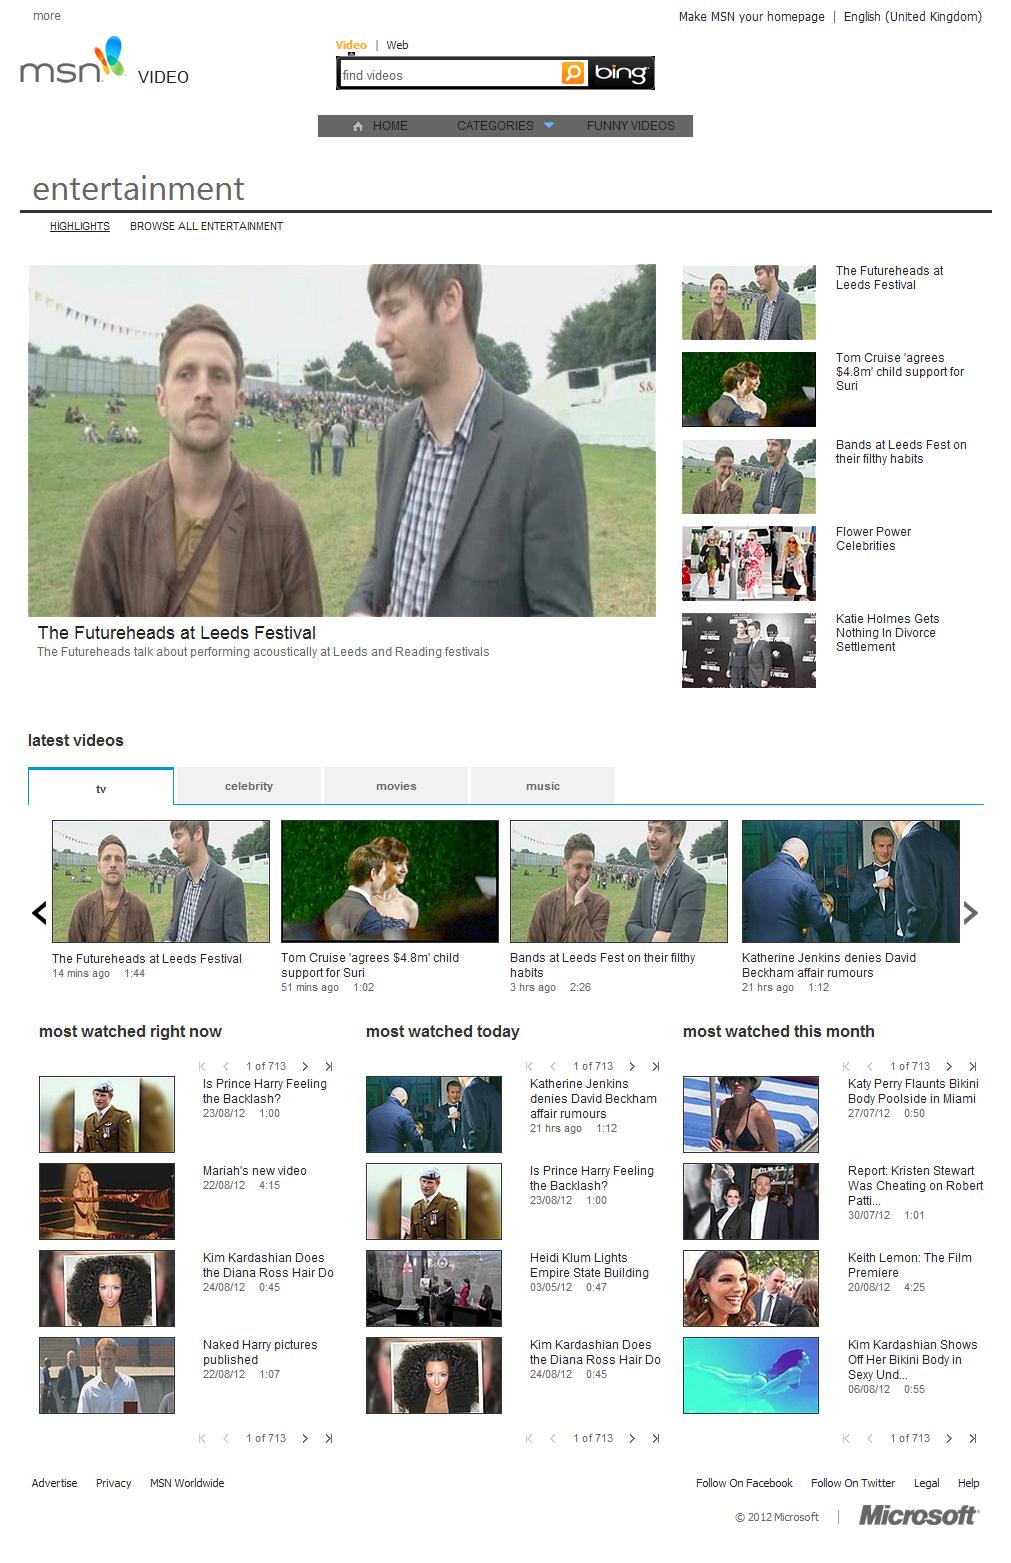 more
Make MSN your homepage | English (United Kingdom)
Video | Web
msn VIDEO
find videos
bing
HOME CATEGORIES FUNNY VIDEOS
entertainment
HIGHLIGHTS BROWSE ALL ENTERTAINMENT
S&
The Futureheads at Leeds Festival
The Futureheads talk about performing acoustically at Leeds and Reading festivals
The Futureheads at
Leeds Festival
Tom Cruise 'agrees
$4.8m' child support for
Suri
Bands at Leeds Fest on
their filthy habits
Flower Power
Celebrities
Katie Holmes Gets
Nothing In Divorce
Settlement
latest videos
tv celebrity movies music
The Futureheads at Leeds Festival
14 mins ago 1:44
Tom Cruise 'agrees $4.8m' child
support for Suri
51 mins ago 1:02
Bands at Leeds Fest on their filthy
habits
3 hrs ago 2:26
Katherine Jenkins denies David
Beckham affair rumours
21 hrs ago 1:12
most watched right now
1 of 713
Is Prince Harry Feeling
the Backlash?
23/08/12 1:00
Mariah's new video
22/08/12 4:15
Kim Kardashian Does
the Diana Ross Hair Do
24/08/12 0:45
Naked Harry pictures
published
22/08/12 1:07
1 of 713
most watched today
1 of 713
Katherine Jenkins
denies David Beckham
affair rumours
21 hrs ago 1:12
Is Prince Harry Feeling
the Backlash?
23/08/12 1:00
Heidi Klum Lights
Empire State Building
03/05/12 0:47
Kim Kardashian Does
the Diana Ross Hair Do
24/08/12 0:45
1 of 713
most watched this month
1 of 713
Katy Perry Flaunts Bikini
Body Poolside in Miami
27/07/12 0:50
Report: Kristen Stewart
Was Cheating on Robert
Patti...
30/07/12 1:01
Keith Lemon: The Film
Premiere
20/08/12 4:25
Kim Kardashian Shows
Off Her Bikini Body in
Sexy Und...
06/08/12 0:55
1 of 713
Advertise Privacy MSN Worldwide
Follow On Facebook Follow On Twitter Legal Help
© 2012 Microsoft | Microsoft